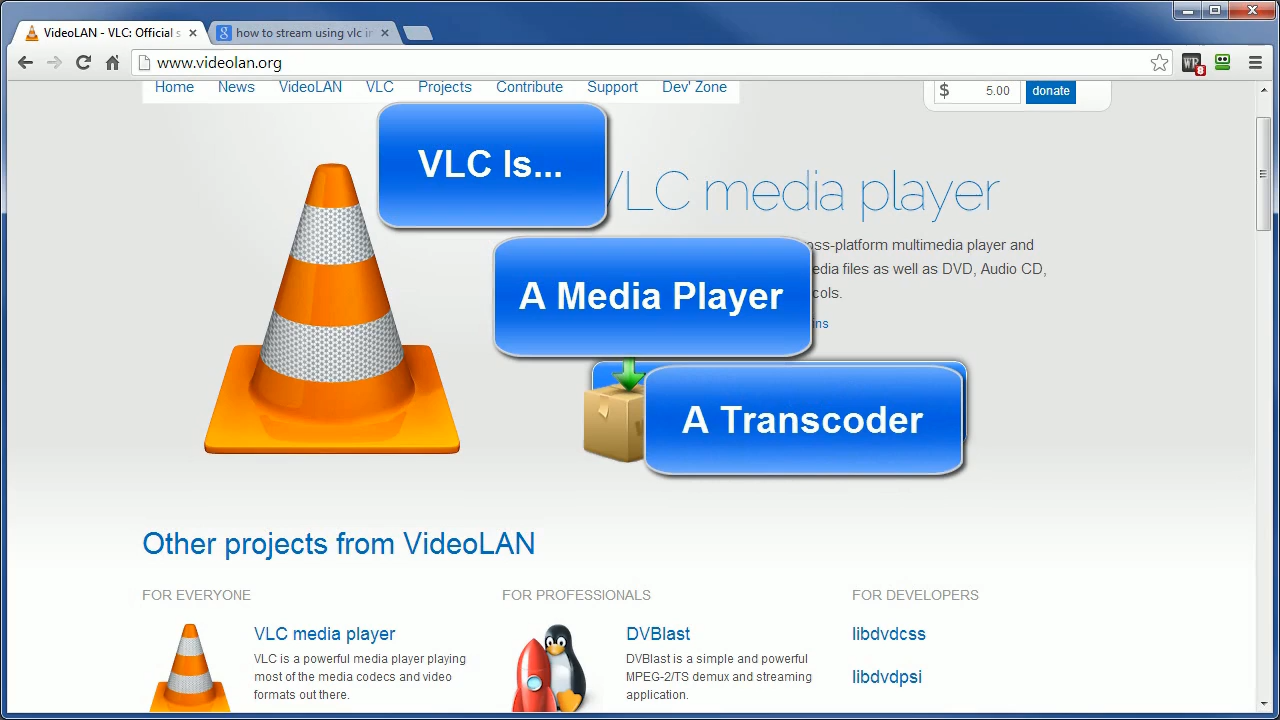 VideoLAN - VLC: Official s
how to stream using vlc in
www.videolan.org
WR
8
Home News VideoLAN VLC Projects Contribute Support Dev' Zone
$ 5.00 donate
VLC Is...
VLC media player
A Media Player
multimedia player and
files as well as DVD, Audio CD,
A Transcoder
Other projects from VideoLAN
FOR EVERYONE
FOR PROFESSIONALS
FOR DEVELOPERS
VLC media player
VLC is a powerful media player playing
most of the media codecs and video
formats out there.
DVBlast
DVBlast is a simple and powerful
MPEG-2/TS demux and streaming
application.
libdvdcss
libdvdpsi